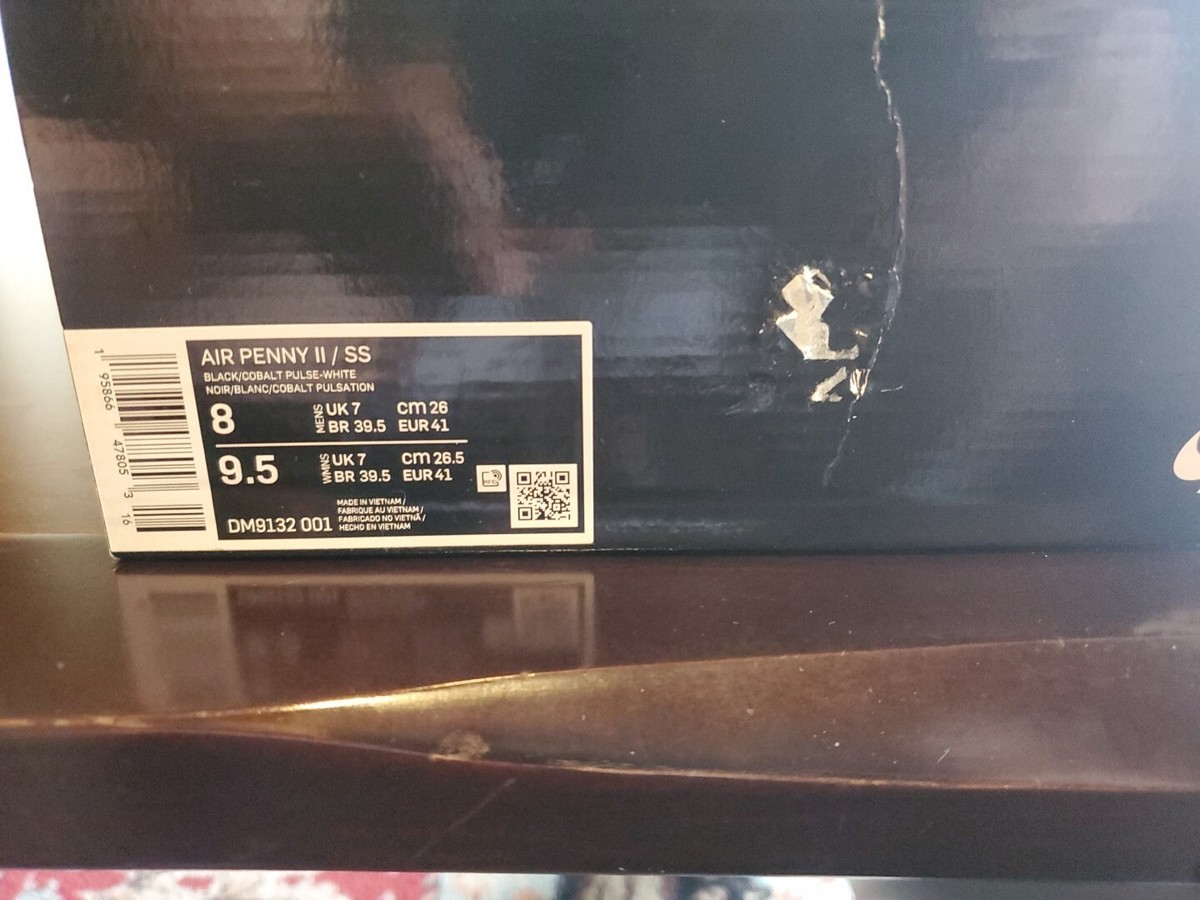 AIR PENNY II / SS
BLACK/COBALT PULSE-WHITE
NOIR/BLANC/COBALT PULSATION
8 MENS UK 7 cm 26
BR 39.5 EUR 41
9.5 WMNS UK 7 cm 26.5
BR 39.5 EUR 41
MADE IN VIETNAM /
FABRIQUE AU VIETNAM /
FABRICADO NO VIETNÃ /
HECHO EN VIETNAM
DM9132 001
RFID
1 95866 47805 3 16